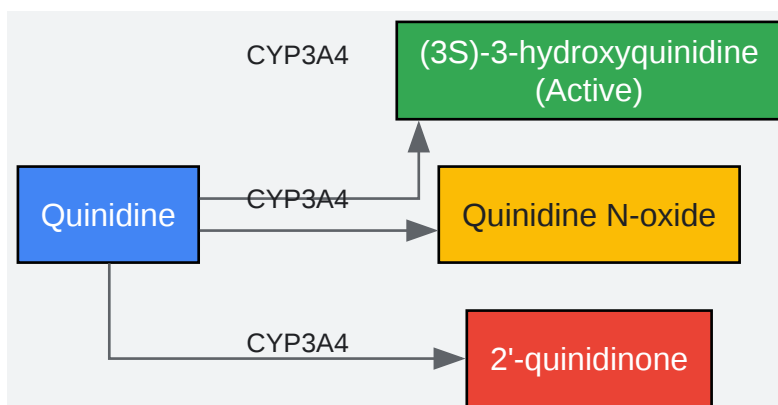 CYP3A4
(3S)-3-hydroxyquinidine
(Active)
Quinidine
CYP3A4
Quinidine N-oxide
CYP3A4
2'-quinidinone